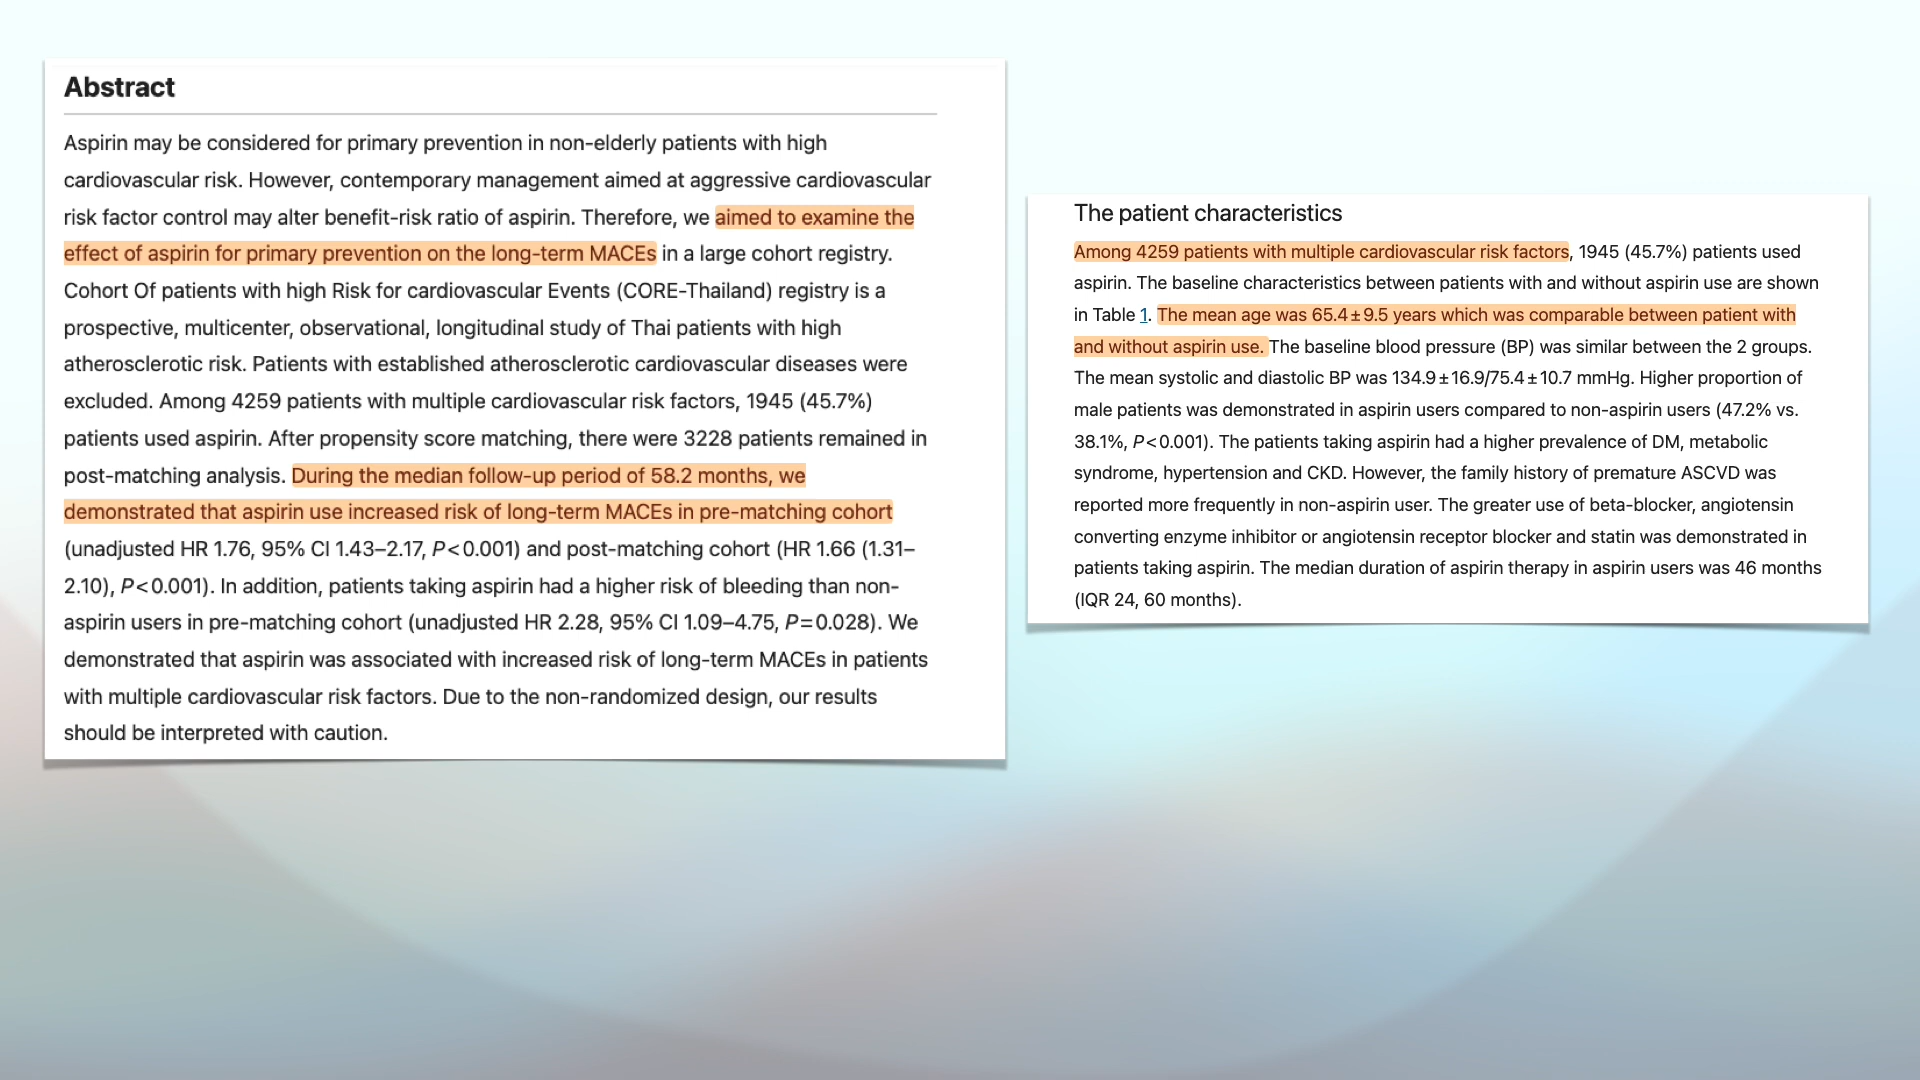 Abstract
Aspirin may be considered for primary prevention in non-elderly patients with high
cardiovascular risk. However, contemporary management aimed at aggressive cardiovascular
risk factor control may alter benefit-risk ratio of aspirin. Therefore, we aimed to examine the
effect of aspirin for primary prevention on the long-term MACEs in a large cohort registry.
Cohort Of patients with high Risk for cardiovascular Events (CORE-Thailand) registry is a
prospective, multicenter, observational, longitudinal study of Thai patients with high
atherosclerotic risk. Patients with established atherosclerotic cardiovascular diseases were
excluded. Among 4259 patients with multiple cardiovascular risk factors, 1945 (45.7%)
patients used aspirin. After propensity score matching, there were 3228 patients remained in
post-matching analysis. During the median follow-up period of 58.2 months, we
demonstrated that aspirin use increased risk of long-term MACEs in pre-matching cohort
(unadjusted HR 1.76, 95% CI 1.43–2.17, P < 0.001) and post-matching cohort (HR 1.66 (1.31–
2.10), P < 0.001). In addition, patients taking aspirin had a higher risk of bleeding than non-
aspirin users in pre-matching cohort (unadjusted HR 2.28, 95% CI 1.09–4.75, P = 0.028). We
demonstrated that aspirin was associated with increased risk of long-term MACEs in patients
with multiple cardiovascular risk factors. Due to the non-randomized design, our results
should be interpreted with caution.
The patient characteristics
Among 4259 patients with multiple cardiovascular risk factors, 1945 (45.7%) patients used
aspirin. The baseline characteristics between patients with and without aspirin use are shown
in Table 1. The mean age was 65.4 ± 9.5 years which was comparable between patient with
and without aspirin use. The baseline blood pressure (BP) was similar between the 2 groups.
The mean systolic and diastolic BP was 134.9 ± 16.9/75.4 ± 10.7 mmHg. Higher proportion of
male patients was demonstrated in aspirin users compared to non-aspirin users (47.2% vs.
38.1%, P < 0.001). The patients taking aspirin had a higher prevalence of DM, metabolic
syndrome, hypertension and CKD. However, the family history of premature ASCVD was
reported more frequently in non-aspirin user. The greater use of beta-blocker, angiotensin
converting enzyme inhibitor or angiotensin receptor blocker and statin was demonstrated in
patients taking aspirin. The median duration of aspirin therapy in aspirin users was 46 months
(IQR 24, 60 months).